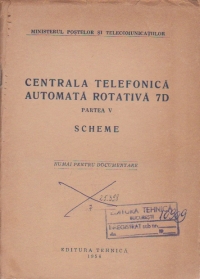 MINISTERUL POȘTELOR ȘI TELECOMUNICAȚIILOR
CENTRALA TELEFONICĂ
AUTOMATĂ ROTATIVĂ 7D
PARTEA V
SCHEME
NUMAI PENTRU DOCUMENTARE
EDITURA TEHNICĂ